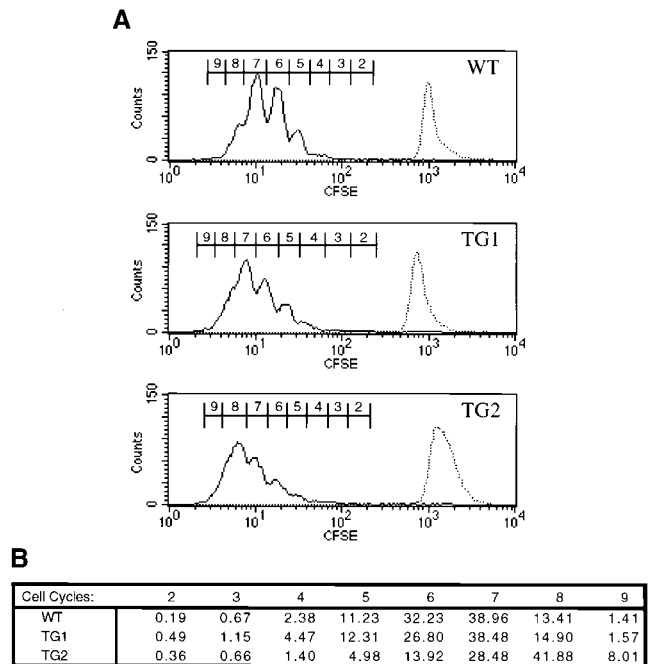 A
150
9 8 7 6 5 4 3 2
WT
Counts
0
10^0 10^1 10^2 10^3 10^4
CFSE
150
9 8 7 6 5 4 3 2
TG1
Counts
0
10^0 10^1 10^2 10^3 10^4
CFSE
150
9 8 7 6 5 4 3 2
TG2
Counts
0
10^0 10^1 10^2 10^3 10^4
CFSE
B
Cell Cycles: 2 3 4 5 6 7 8 9
WT 0.19 0.67 2.38 11.23 32.23 38.96 13.41 1.41
TG1 0.49 1.15 4.47 12.31 26.80 38.48 14.90 1.57
TG2 0.36 0.66 1.40 4.98 13.92 28.48 41.88 8.01